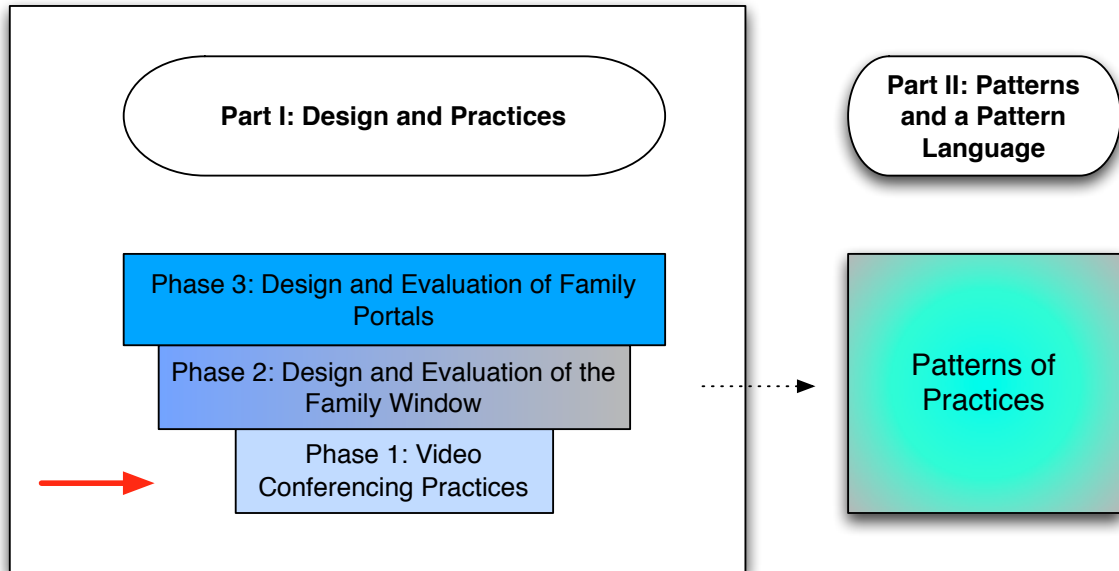 Part I: Design and Practices
Part II: Patterns
and a Pattern
Language
Phase 3: Design and Evaluation of Family
Portals
Phase 2: Design and Evaluation of the
Family Window
Phase 1: Video
Conferencing Practices
Patterns of
Practices